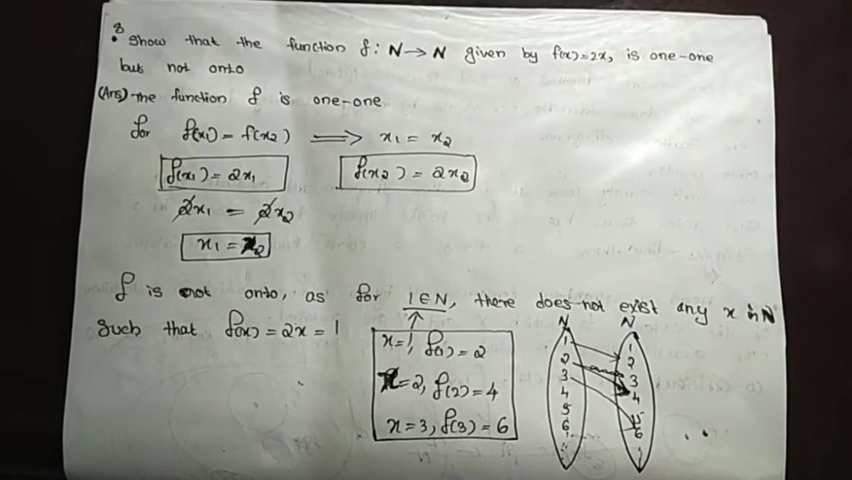 8. Show that the function f: N→N given by f(x)=2x, is one-one
but not onto
(Ans) The function f is one-one
for f(x₁) = f(x₂) ⟹ x₁ = x₂
f(x₁) = 2x₁ f(x₂) = 2x₂
2x₁ = 2x₂
x₁ = x₂
f is not onto, as for 1∈N, there does not exist any x in N
Such that f(x) = 2x = 1
x=1, f(1) = 2
x=2, f(2) = 4
x=3, f(3) = 6
N N
1 1
2 2
3 3
4 4
5 5
6 6